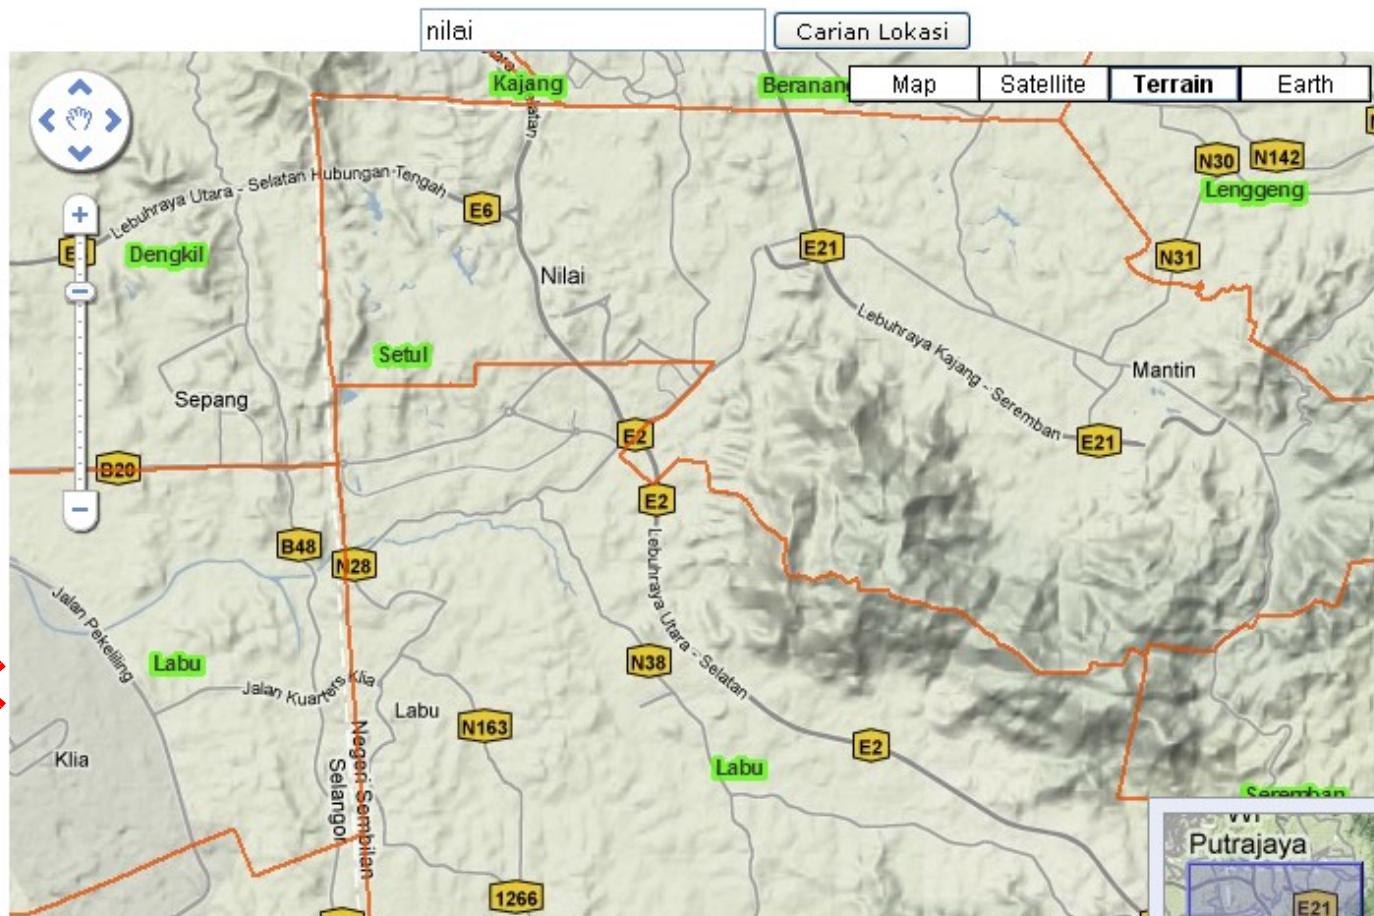 nilai
Carian Lokasi
Map
Satellite
Terrain
Earth
Kajang
Beranang
Selatan
N30
N142
Lenggeng
Lebuhraya Utara - Selatan Hubungan Tengah
E6
Dengkil
E21
N31
Nilai
Lebuhraya Kajang - Seremban
Setul
Mantin
Sepang
E2
E21
B20
E2
B48
N28
Lebuhraya Utara - Selatan
Jalan Pekeliling
Labu
N38
Jalan Kuarters Klia
Labu
N163
Klia
E2
Labu
Negeri Sembilan
Selangor
Seremban
Putrajaya
1266
E21